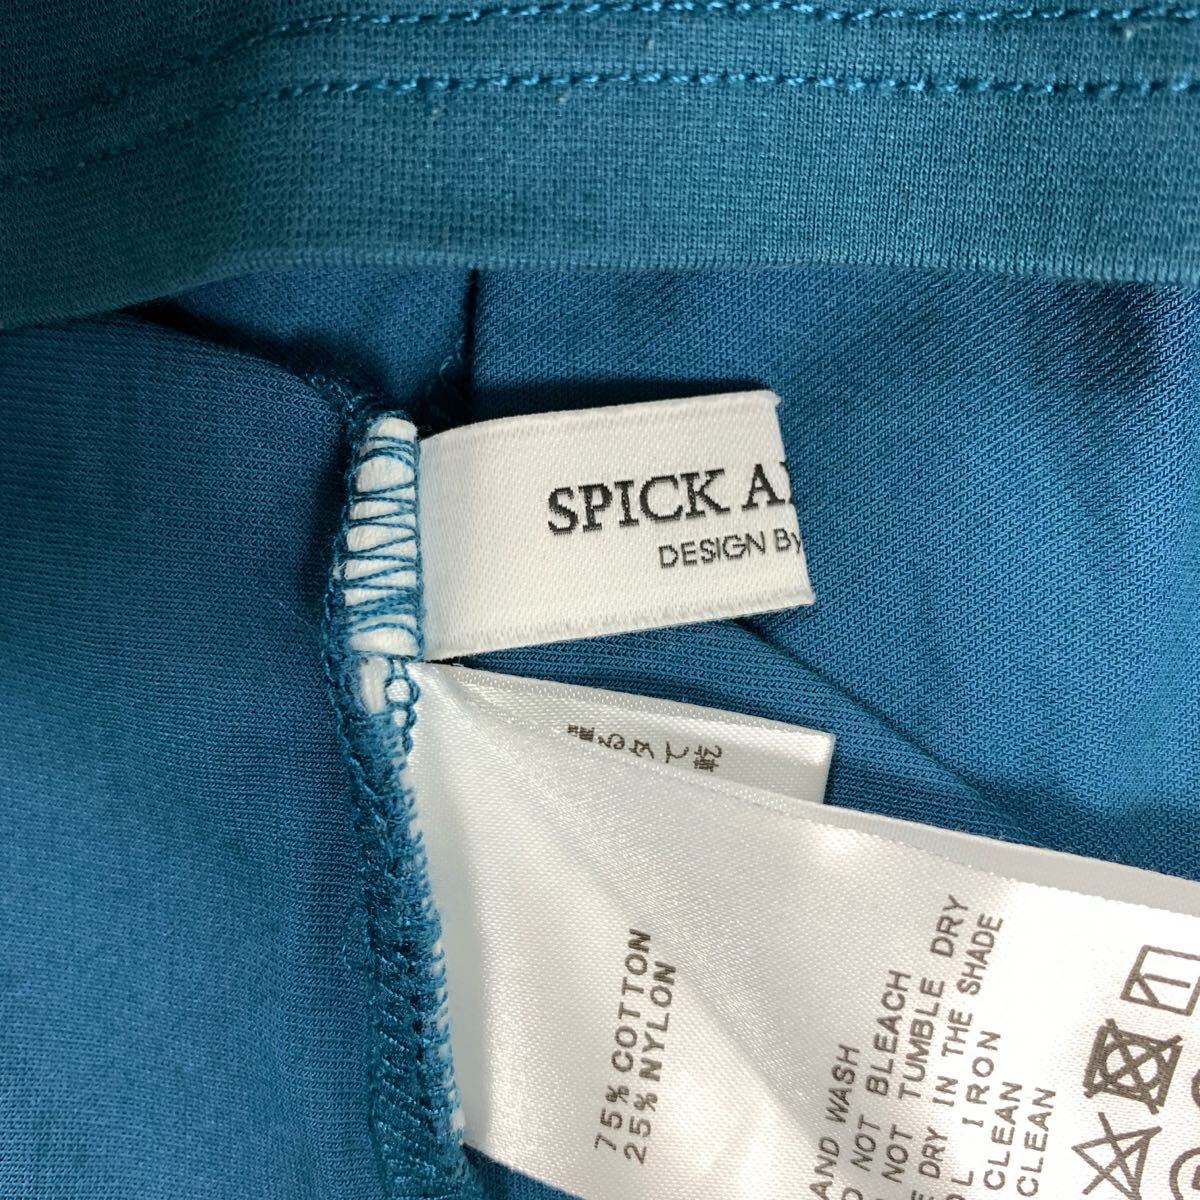 SPICK A
DESIGN By
75% COTTON
25% NYLON
AND WASH
NOT BLEACH
NOT TUMBLE DRY
DRY IN THE SHADE
IRON
CLEAN
CLEAN